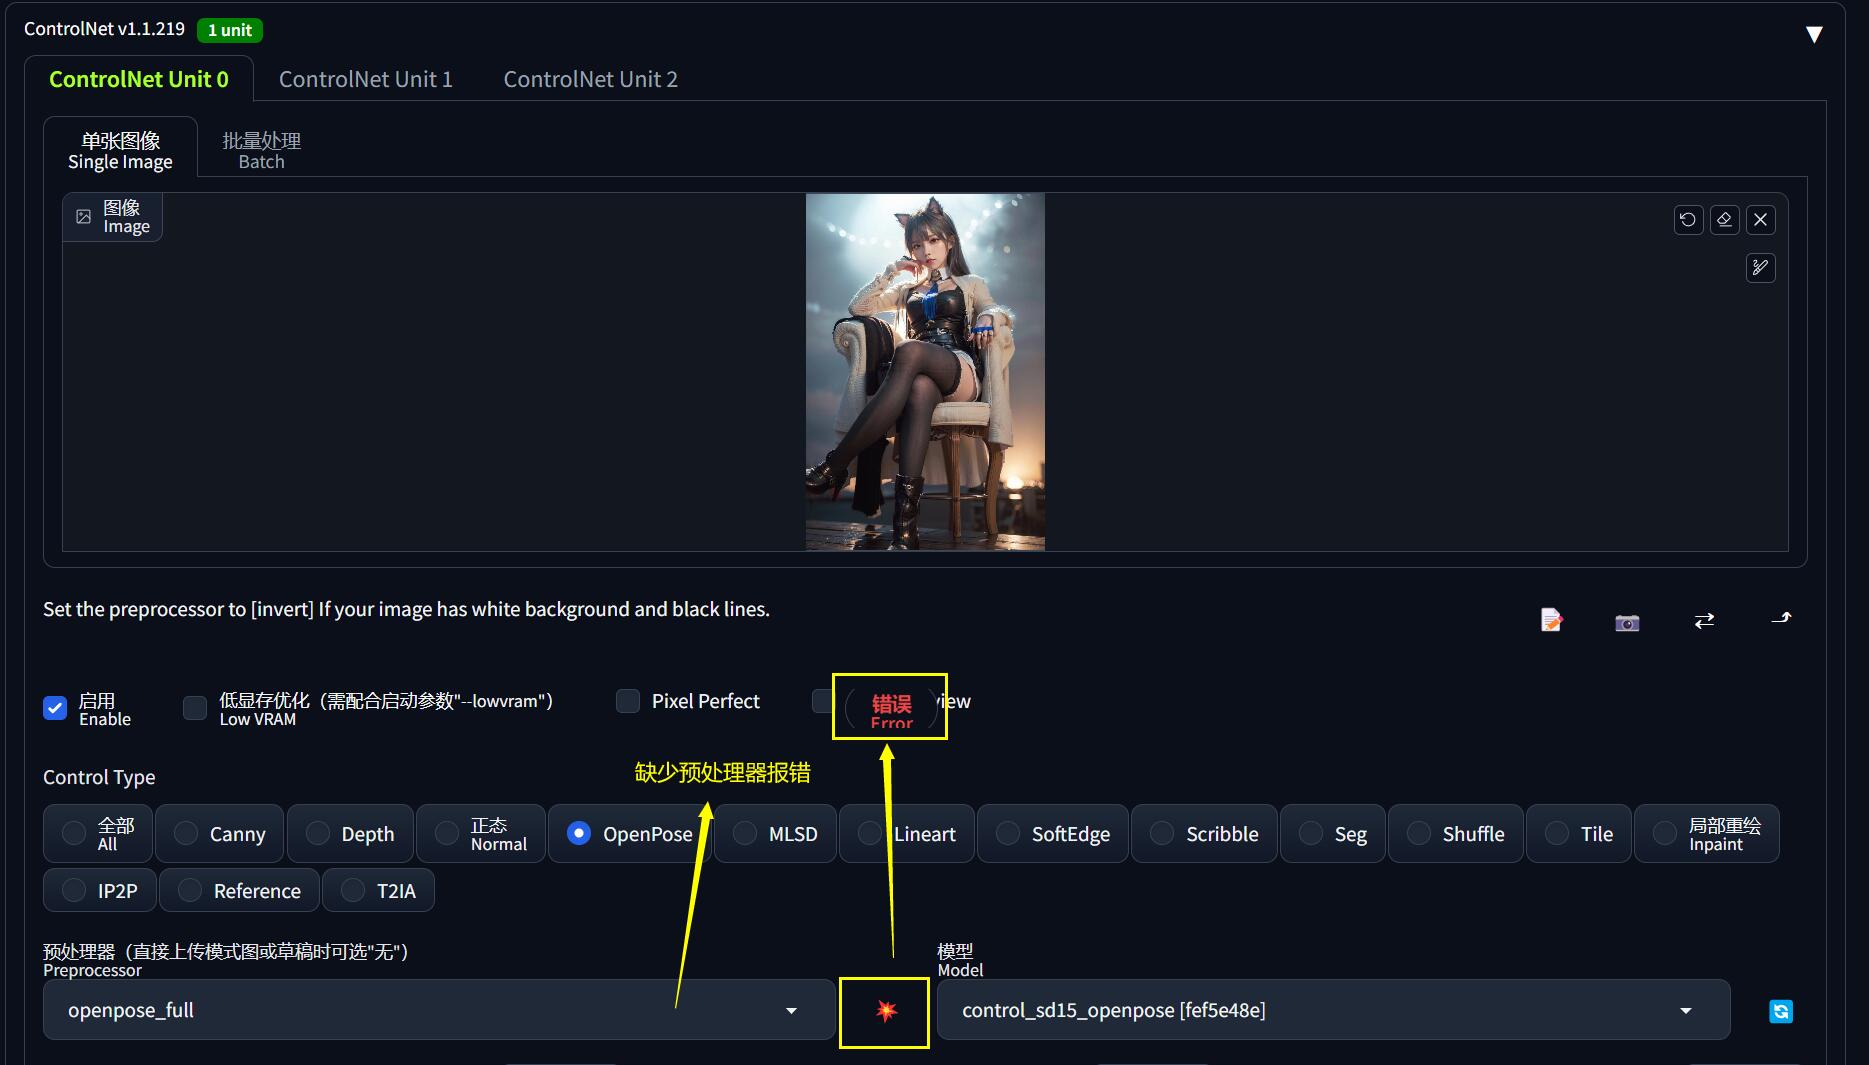 ControlNet v1.1.219
1 unit
ControlNet Unit 0
ControlNet Unit 1
ControlNet Unit 2
单张图像
Single Image
批量处理
Batch
图像
Image
Set the preprocessor to [invert] If your image has white background and black lines.
启用
Enable
低显存优化（需配合启动参数"--lowvram"）
Low VRAM
Pixel Perfect
错误
Error
view
缺少预处理器报错
Control Type
全部
All
Canny
Depth
正态
Normal
OpenPose
MLSD
Lineart
SoftEdge
Scribble
Seg
Shuffle
Tile
局部重绘
Inpaint
IP2P
Reference
T2IA
预处理器（直接上传模式图或草稿时可选"无"）
Preprocessor
openpose_full
模型
Model
control_sd15_openpose [fef5e48e]